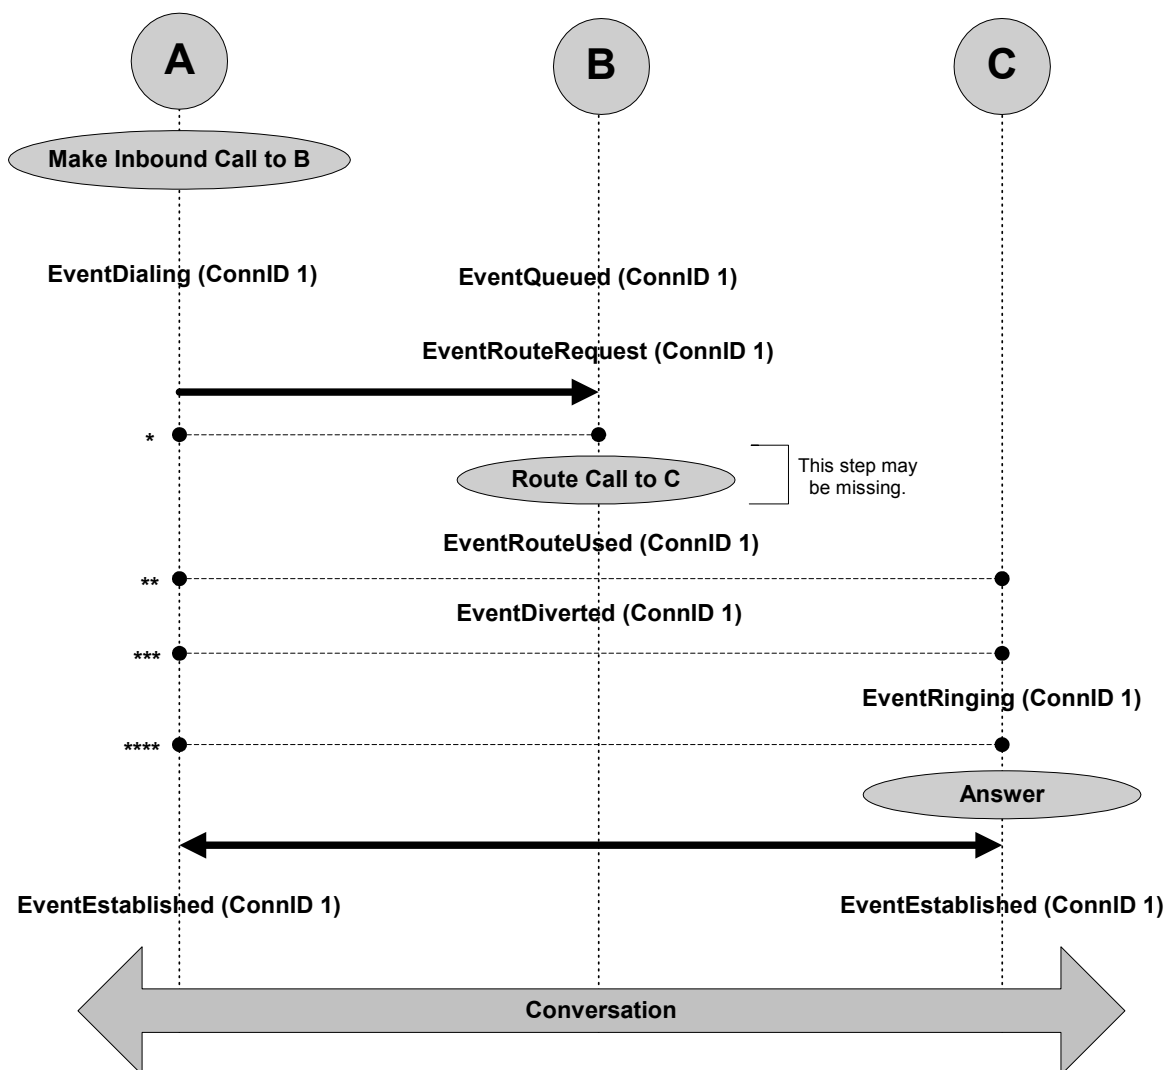 A
B
C
Make Inbound Call to B
EventDialing (ConnID 1)
EventQueued (ConnID 1)
EventRouteRequest (ConnID 1)
*
Route Call to C
This step may
be missing.
EventRouteUsed (ConnID 1)
**
EventDiverted (ConnID 1)
***
EventRinging (ConnID 1)
****
Answer
EventEstablished (ConnID 1)
EventEstablished (ConnID 1)
Conversation